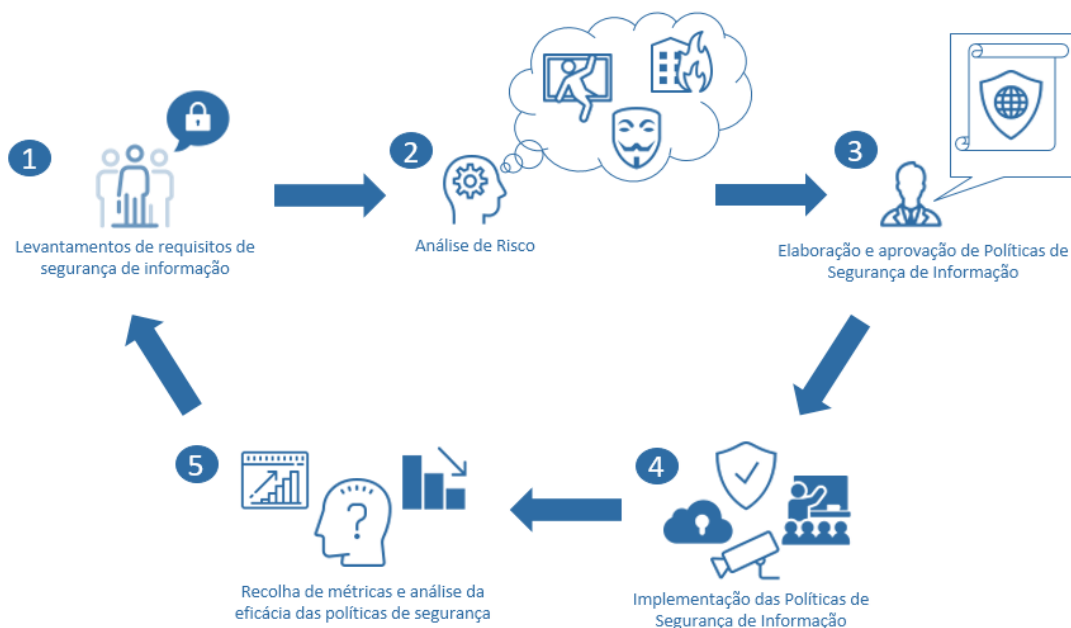 1
Levantamentos de requisitos de
segurança de informação
2
Análise de Risco
3
Elaboração e aprovação de Políticas de
Segurança de Informação
4
Implementação das Políticas de
Segurança de Informação
5
?
Recolha de métricas e análise da
eficácia das políticas de segurança